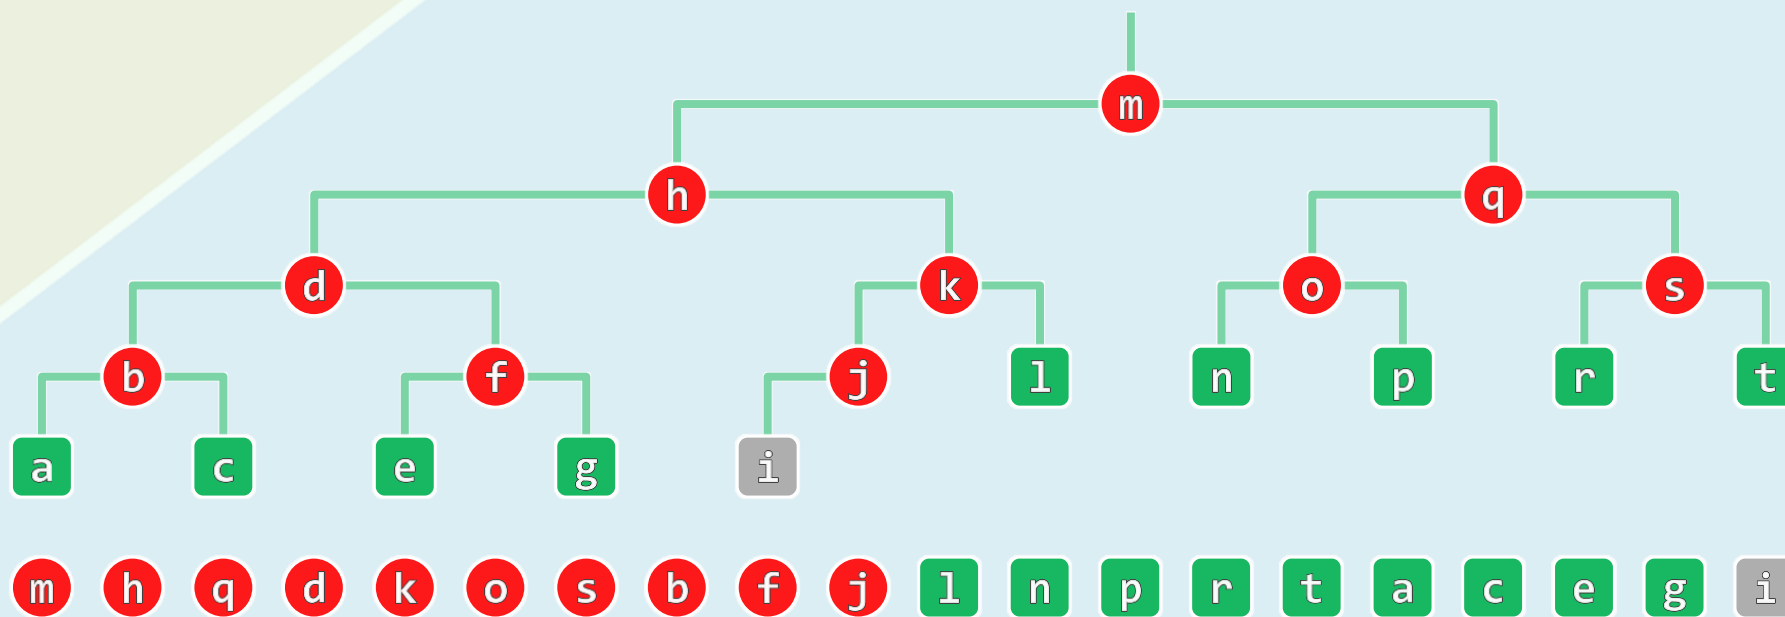 m
h q
d k o s
b f j l n p r t
a c e g i
m h q d k o s b f j l n p r t a c e g i